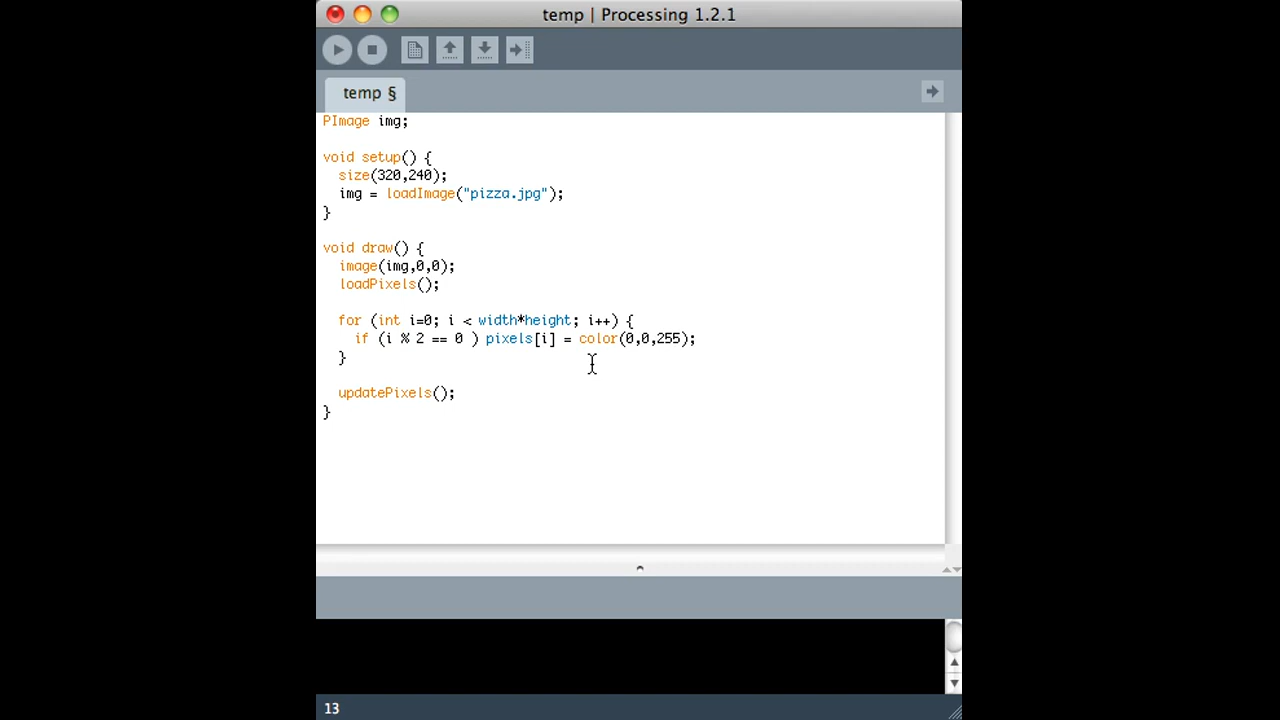 temp | Processing 1.2.1
temp §
PImage img;
void setup() {
size(320,240);
img = loadImage("pizza.jpg");
}
void draw() {
image(img,0,0);
loadPixels();
for (int i=0; i < width*height; i++) {
if (i % 2 == 0 ) pixels[i] = color(0,0,255);
}
updatePixels();
}
13